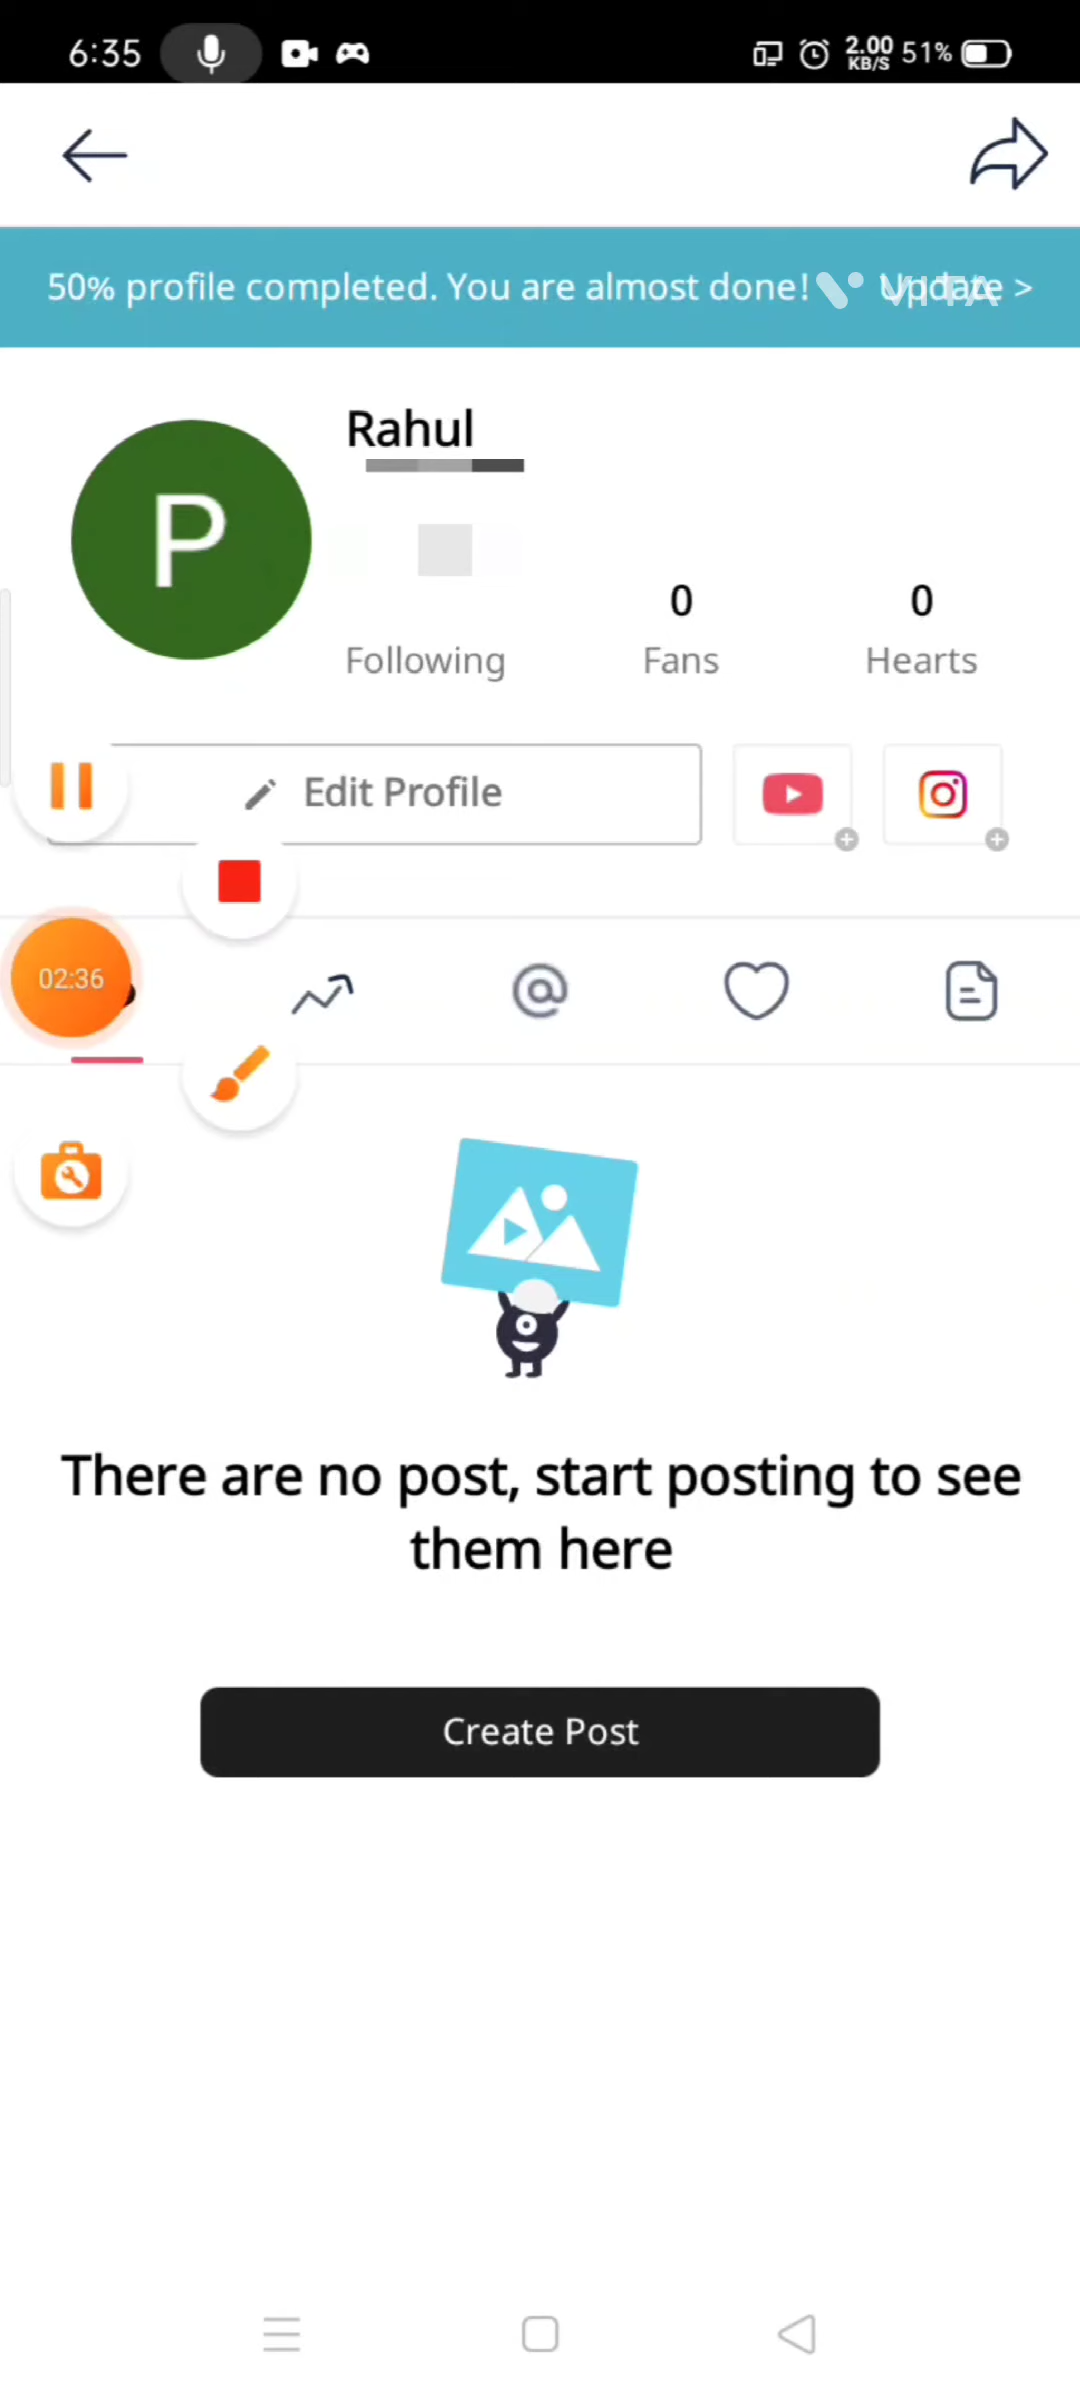 6:35 2.00 KB/S 51%
50% profile completed. You are almost done! Update >
VITA
Rahul
P
0 0
Following Fans Hearts
Edit Profile
02:36
There are no post, start posting to see
them here
Create Post